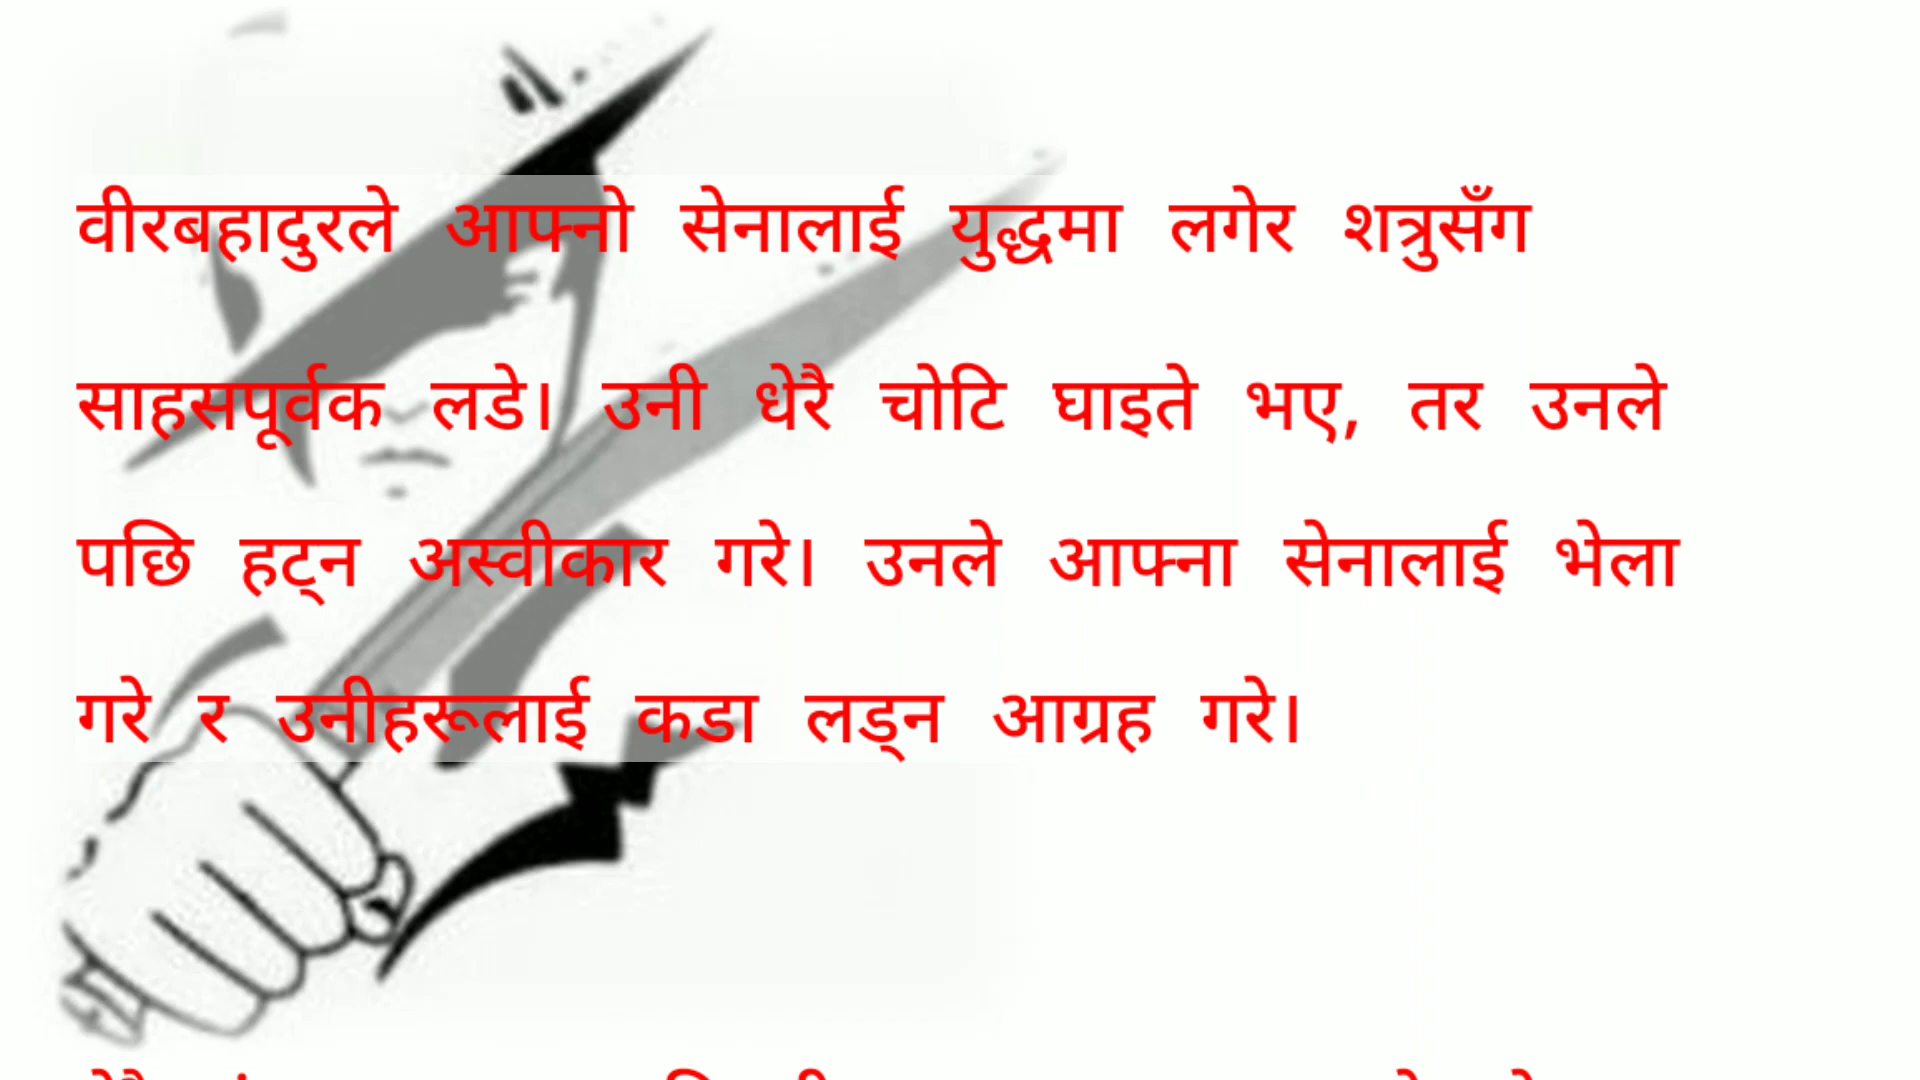 वीरबहादुरले आफ्नो सेनालाई युद्धमा लगेर शत्रुसँग
साहसपूर्वक लडे। उनी धेरै चोटि घाइते भए, तर उनले
पछि हट्न अस्वीकार गरे। उनले आफ्ना सेनालाई भेला
गरे र उनीहरूलाई कडा लड्न आग्रह गरे।